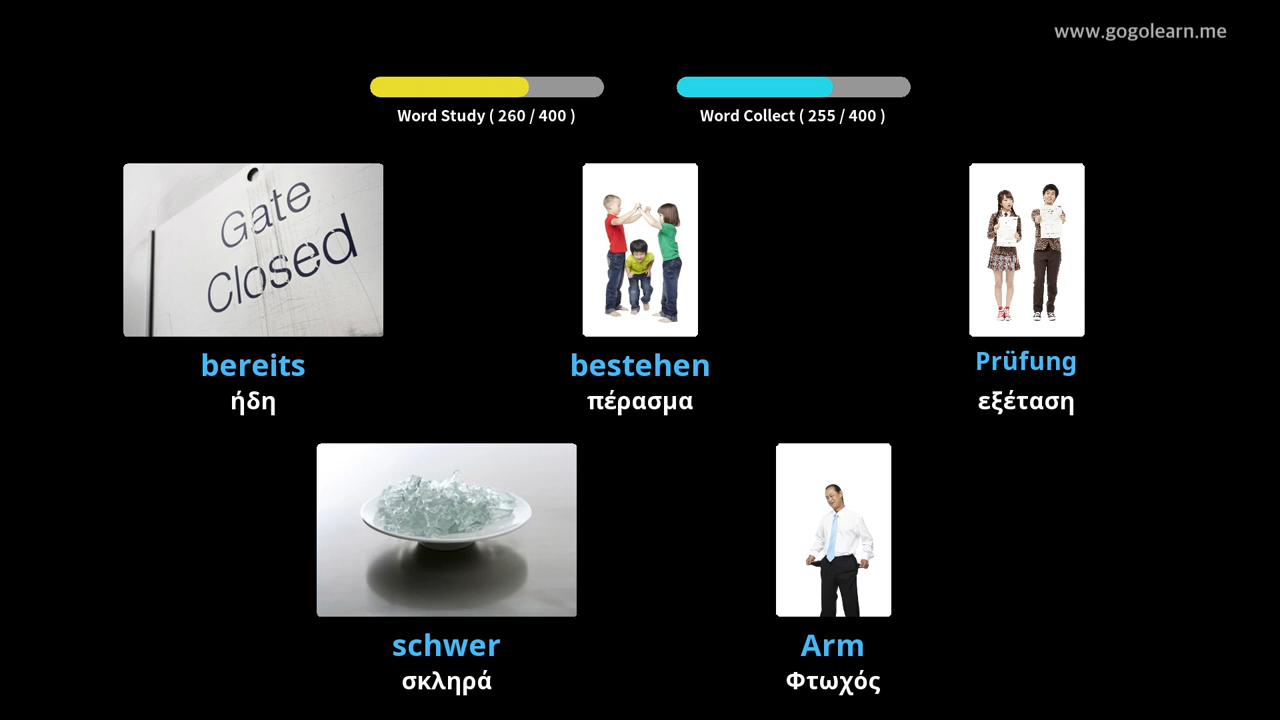 www.gogolearn.me
Word Study ( 260 / 400 )
Word Collect ( 255 / 400 )
Gate
Closed
bereits
ήδη
bestehen
πέρασμα
Prüfung
εξέταση
schwer
σκληρά
Arm
Φτωχός